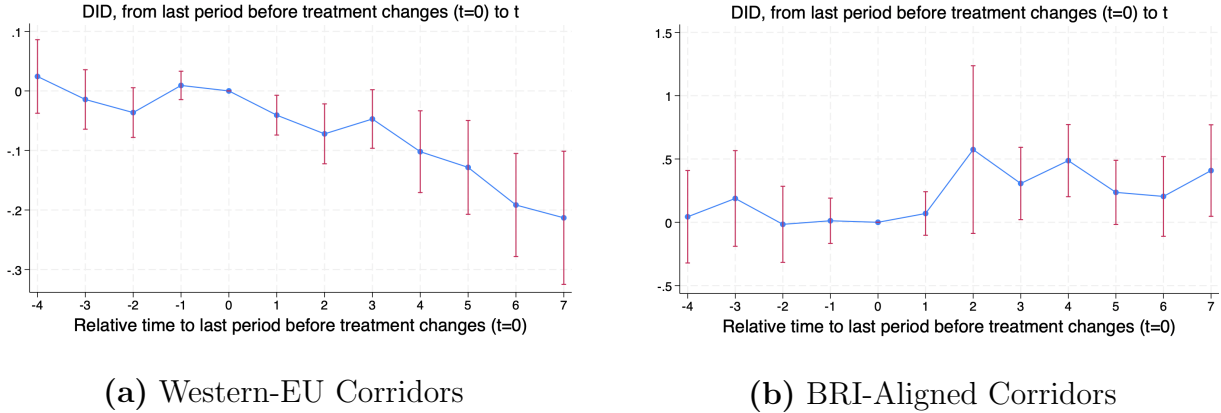 DID, from last period before treatment changes (t=0) to t
.1
0
-.1
-.2
-.3
-4 -3 -2 -1 0 1 2 3 4 5 6 7
Relative time to last period before treatment changes (t=0)
(a) Western-EU Corridors
DID, from last period before treatment changes (t=0) to t
1.5
1
.5
0
-.5
-4 -3 -2 -1 0 1 2 3 4 5 6 7
Relative time to last period before treatment changes (t=0)
(b) BRI-Aligned Corridors